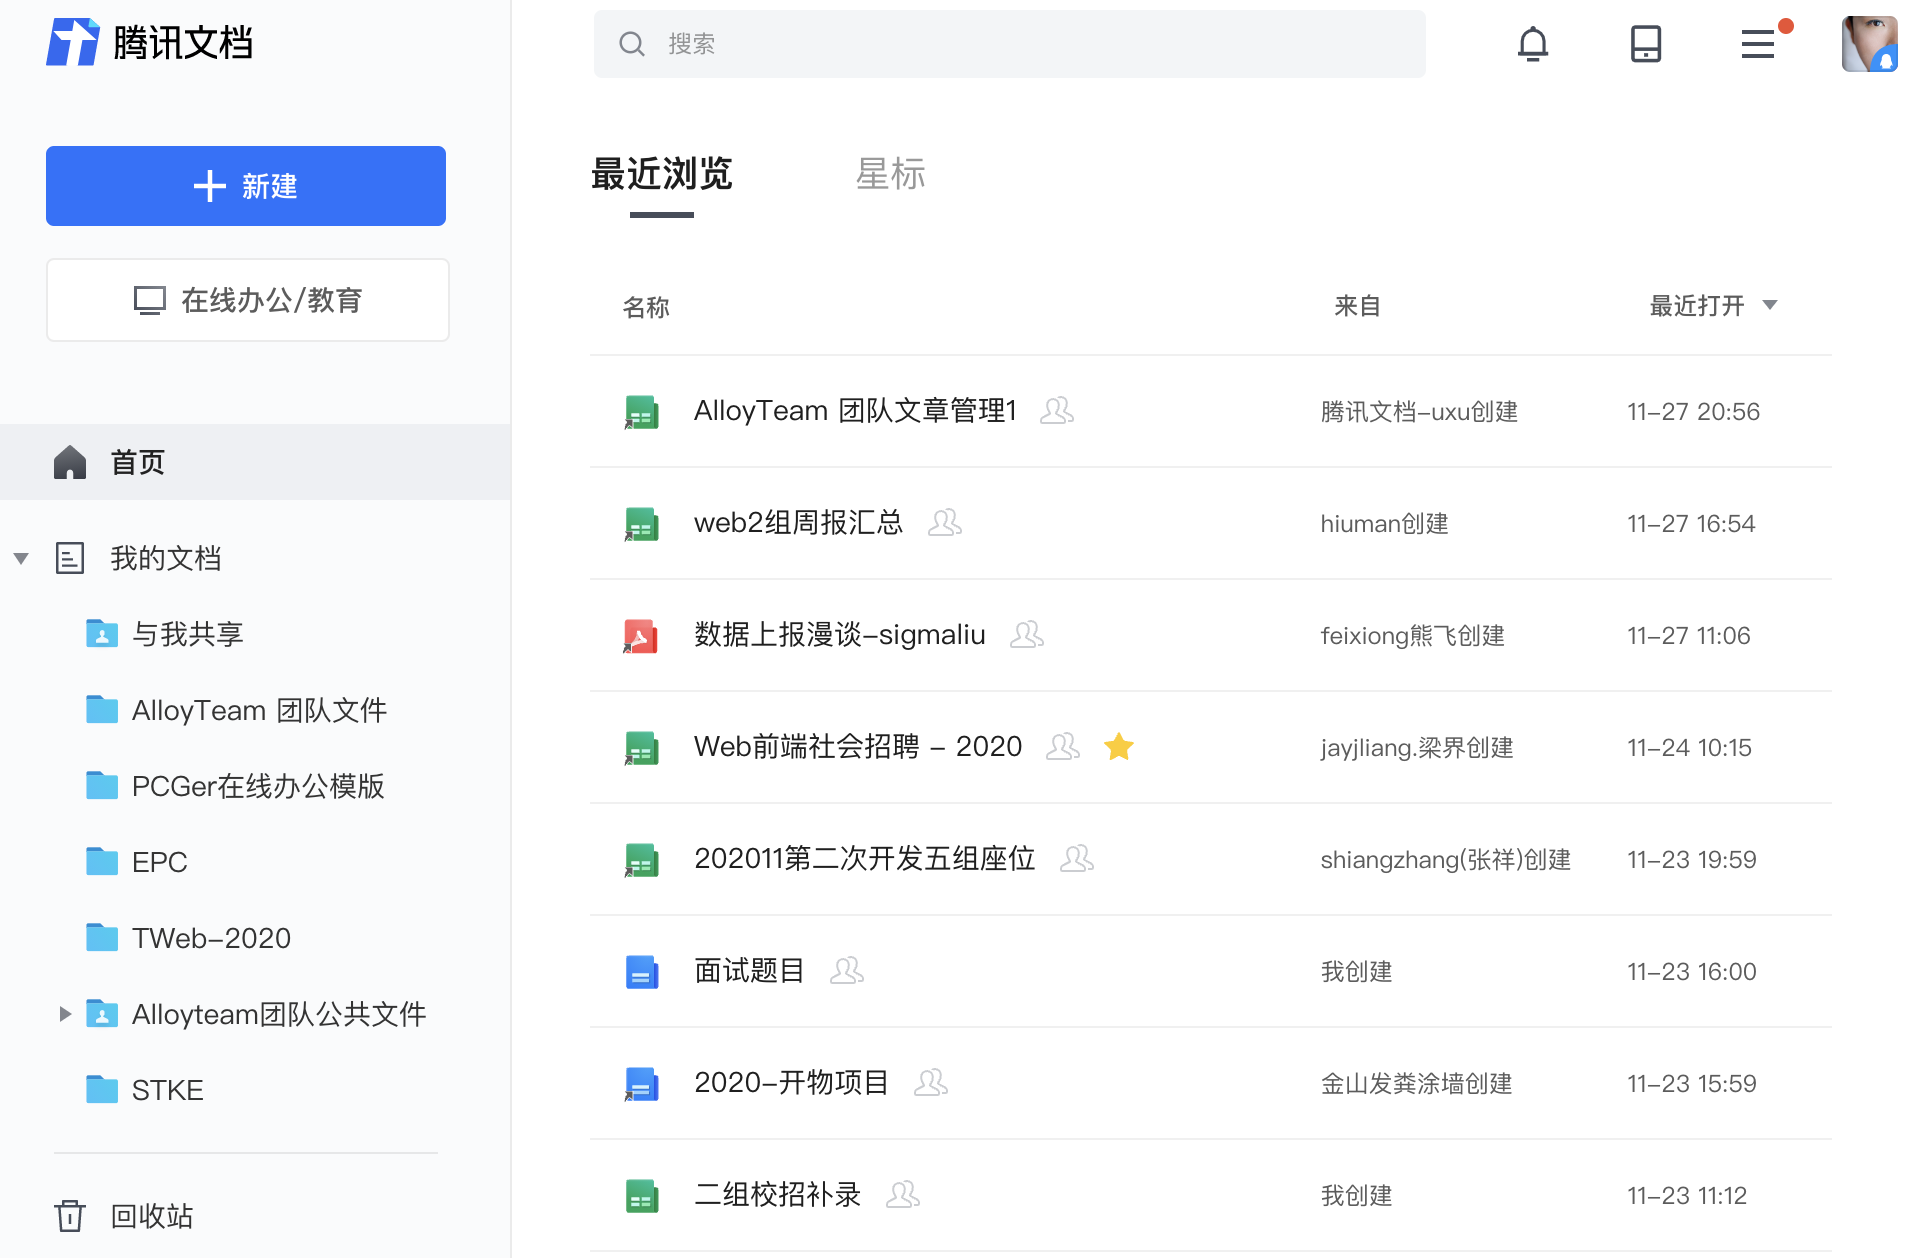 腾讯文档
搜索
新建
在线办公/教育
首页
我的文档
与我共享
AlloyTeam 团队文件
PCGer在线办公模版
EPC
TWeb-2020
Alloyteam团队公共文件
STKE
回收站
最近浏览 星标
名称 来自 最近打开
AlloyTeam 团队文章管理1 腾讯文档-uxu创建 11-27 20:56
web2组周报汇总 hiuman创建 11-27 16:54
数据上报漫谈-sigmaliu feixiong熊飞创建 11-27 11:06
Web前端社会招聘 - 2020 jayjliang.梁界创建 11-24 10:15
202011第二次开发五组座位 shiangzhang(张祥)创建 11-23 19:59
面试题目 我创建 11-23 16:00
2020-开物项目 金山发粪涂墙创建 11-23 15:59
二组校招补录 我创建 11-23 11:12